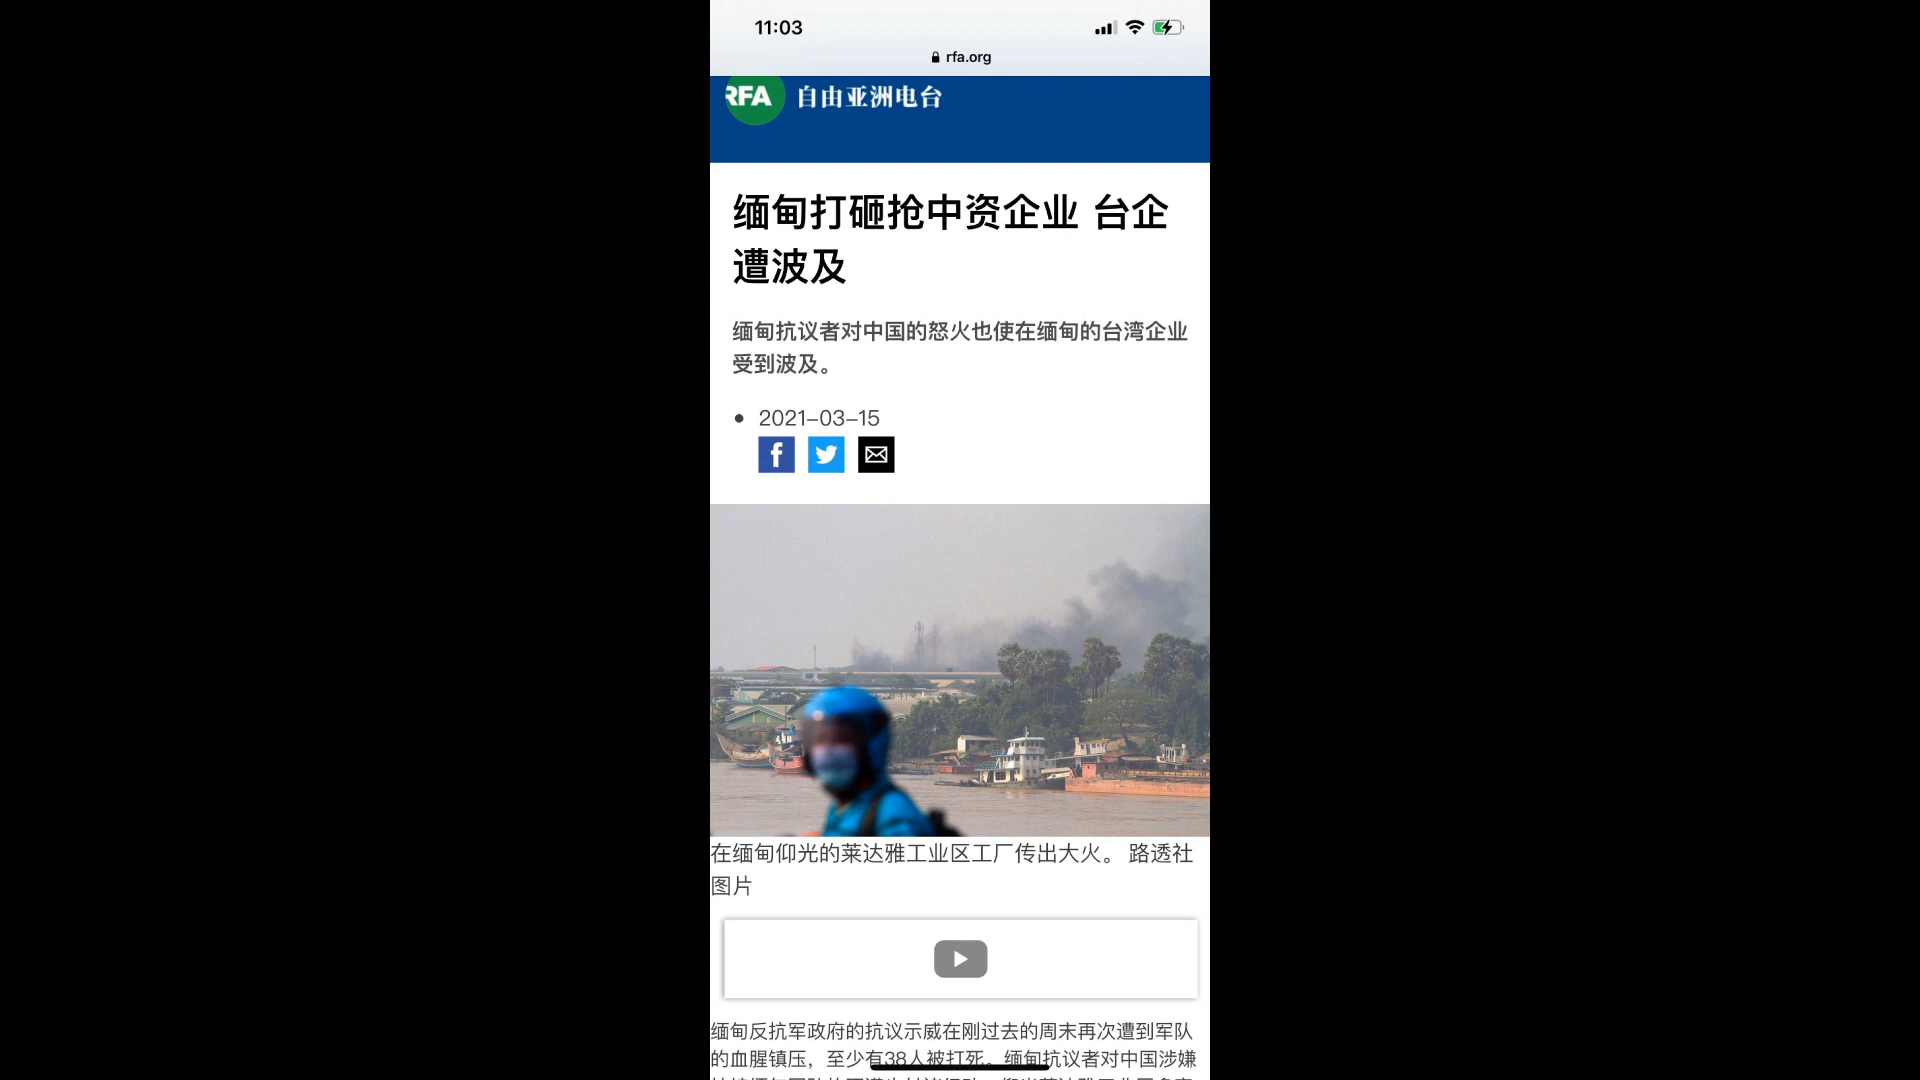 11:03
rfa.org
RFA 自由亚洲电台
缅甸打砸抢中资企业 台企
遭波及
缅甸抗议者对中国的怒火也使在缅甸的台湾企业
受到波及。
2021-03-15
在缅甸仰光的莱达雅工业区工厂传出大火。 路透社
图片
缅甸反抗军政府的抗议示威在刚过去的周末再次遭到军队
的血腥镇压，至少有38人被打死。缅甸抗议者对中国涉嫌